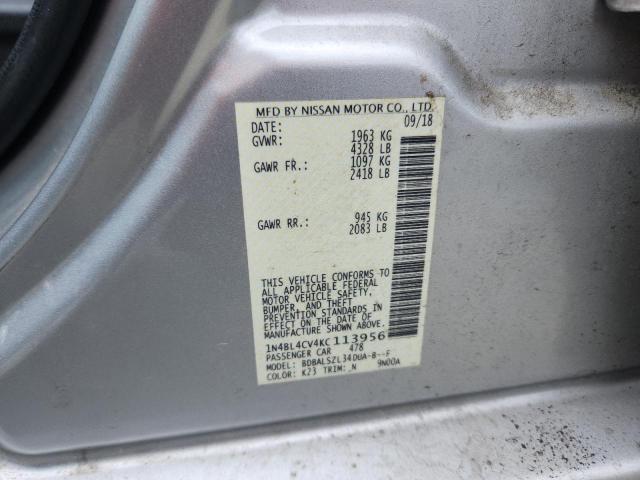 MFD BY NISSAN MOTOR CO., LTD.
DATE: 09/18
GVWR: 1963 KG
4328 LB
GAWR FR.: 1097 KG
2418 LB
GAWR RR.: 945 KG
2083 LB
THIS VEHICLE CONFORMS TO
ALL APPLICABLE FEDERAL
MOTOR VEHICLE SAFETY,
BUMPER, AND THEFT
PREVENTION STANDARDS IN
EFFECT ON THE DATE OF
MANUFACTURE SHOWN ABOVE.
1N4BL4CV4KC113956
PASSENGER CAR 478
MODEL: BDBALSZL34DUA-8--F
COLOR: K23 TRIM: N 9N00A